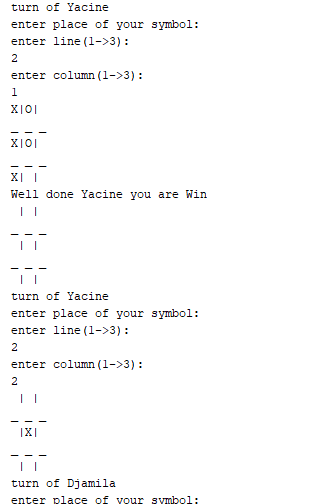 turn of Yacine
enter place of your symbol:
enter line(1->3):
2
enter column(1->3):
1
X|O|
_ _ _
X|O|
_ _ _
X| |
Well done Yacine you are Win
 | |
_ _ _
 | |
_ _ _
 | |
turn of Yacine
enter place of your symbol:
enter line(1->3):
2
enter column(1->3):
2
 | |
_ _ _
 |X|
_ _ _
 | |
turn of Djamila
enter place of your symbol: